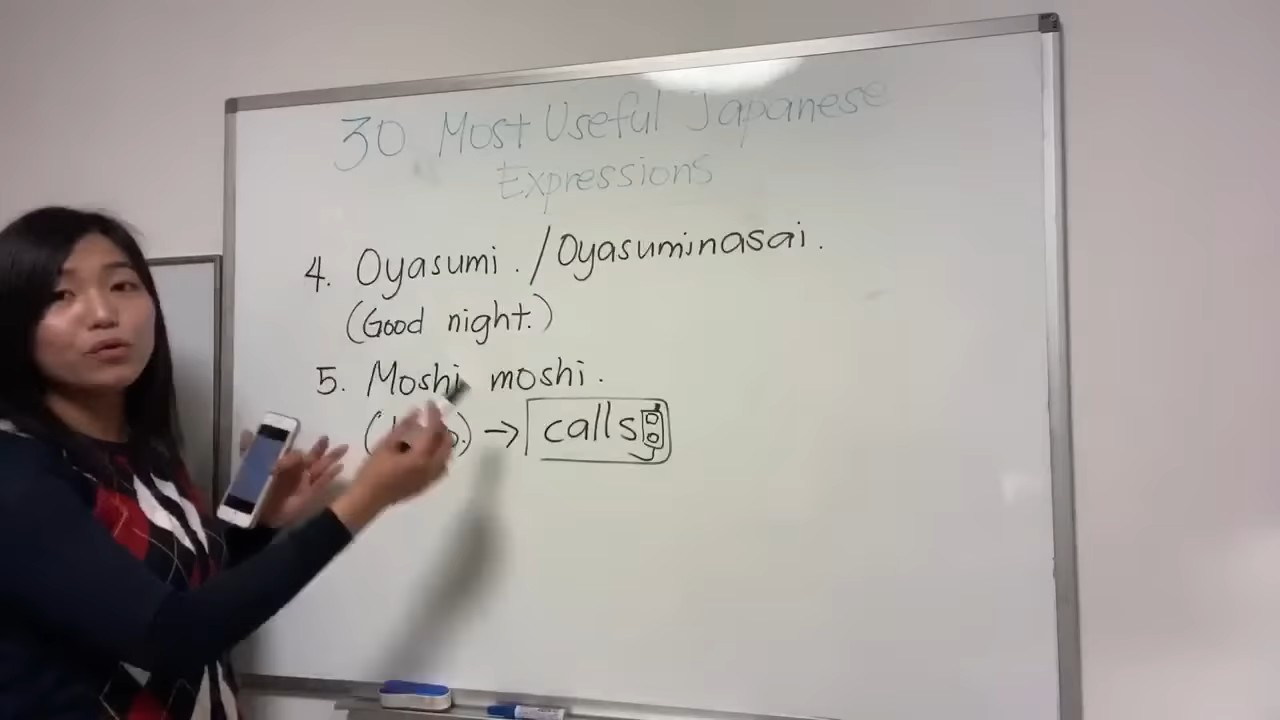 30 Most Useful Japanese
Expressions
4. Oyasumi. / Oyasuminasai.
(Good night.)
5. Moshi moshi.
→ calls